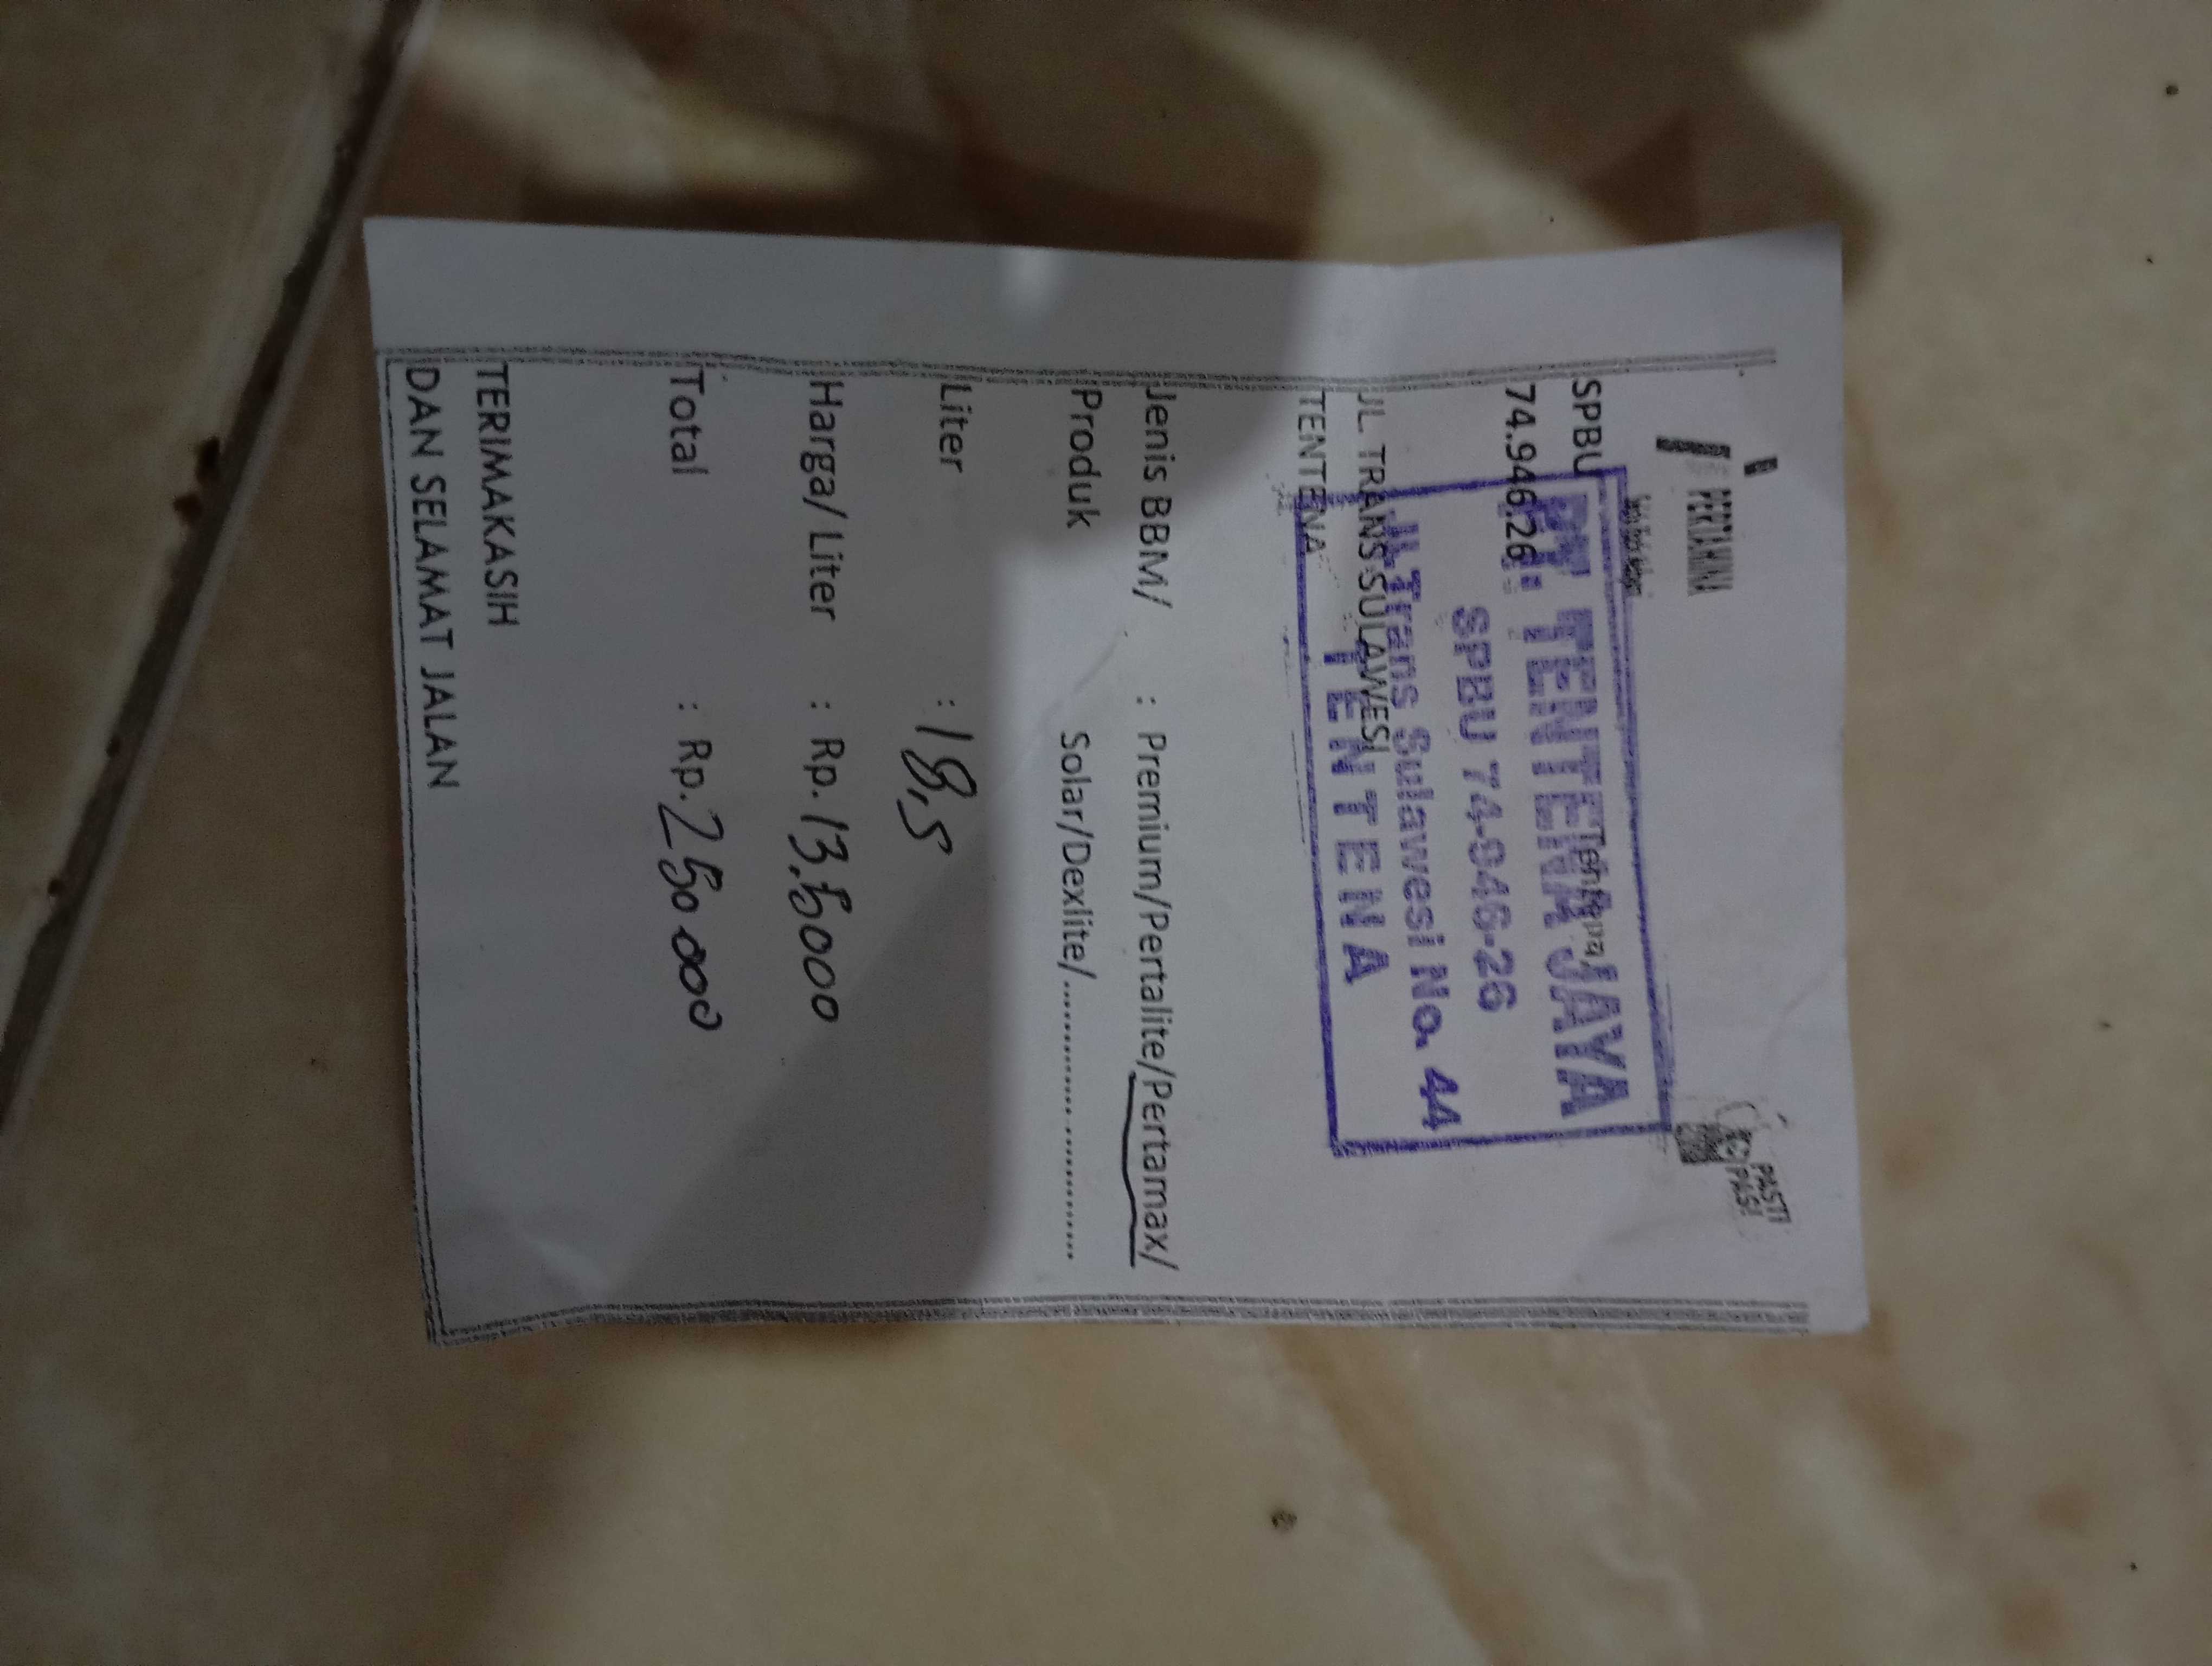 PERTAMINA
PASTI
PAS!
SPBU Tentena,
74.946.26
PT. TENTENA JAYA
SPBU 74-946-26
Jl. Trans Sulawesi No. 44
TENTENA
JL. TRANS SULAWESI
TENTENA
Jenis BBM/ : Premium/Pertalite/Pertamax/
Produk Solar/Dexlite/..............................
Liter : 18,5
Harga/ Liter : Rp. 13.5000
Total : Rp. 250 000
TERIMAKASIH
DAN SELAMAT JALAN